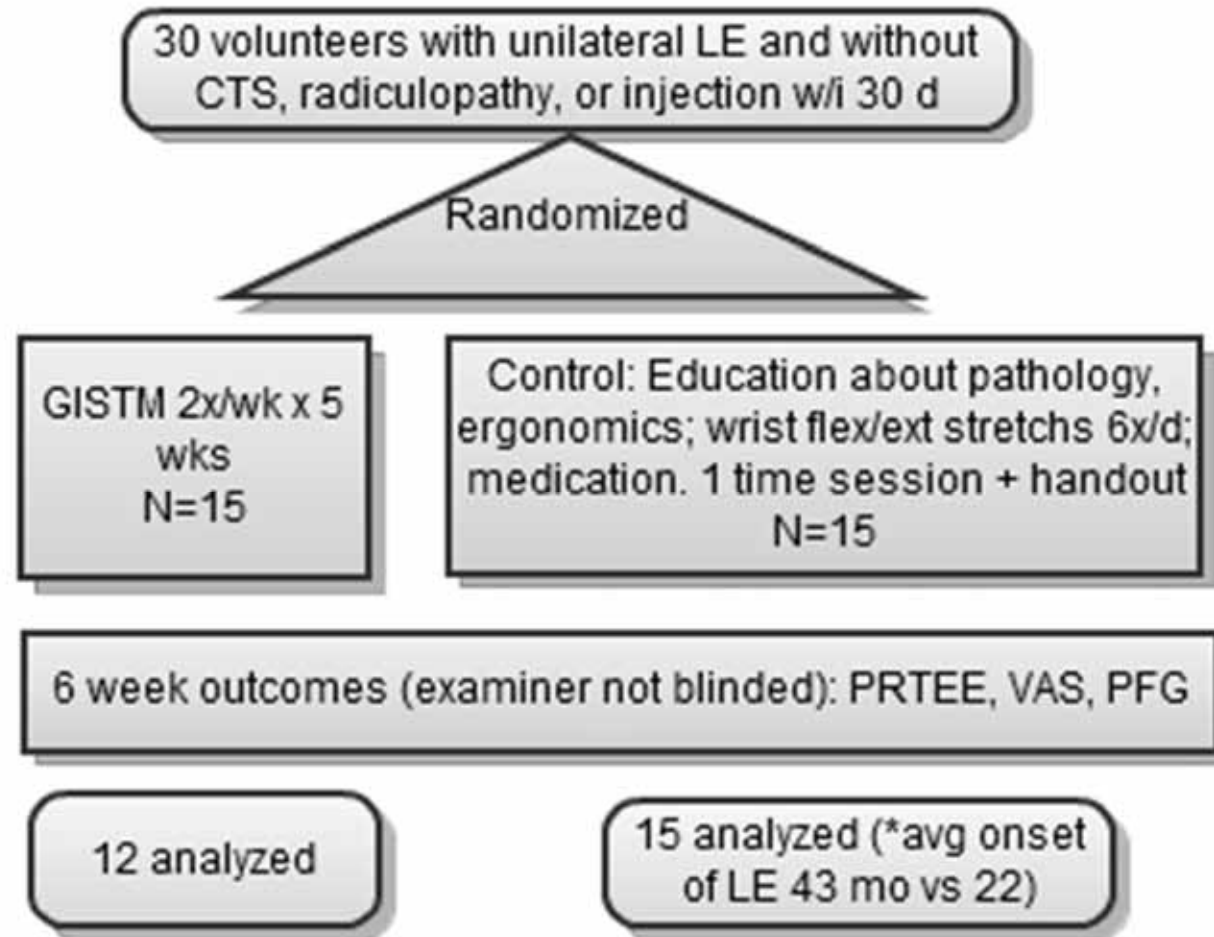 30 volunteers with unilateral LE and without
CTS, radiculopathy, or injection w/i 30 d
Randomized
GISTM 2x/wk x 5
wks
N=15
Control: Education about pathology,
ergonomics; wrist flex/ext stretchs 6x/d;
medication. 1 time session + handout
N=15
6 week outcomes (examiner not blinded): PRTEE, VAS, PFG
12 analyzed
15 analyzed (*avg onset
of LE 43 mo vs 22)